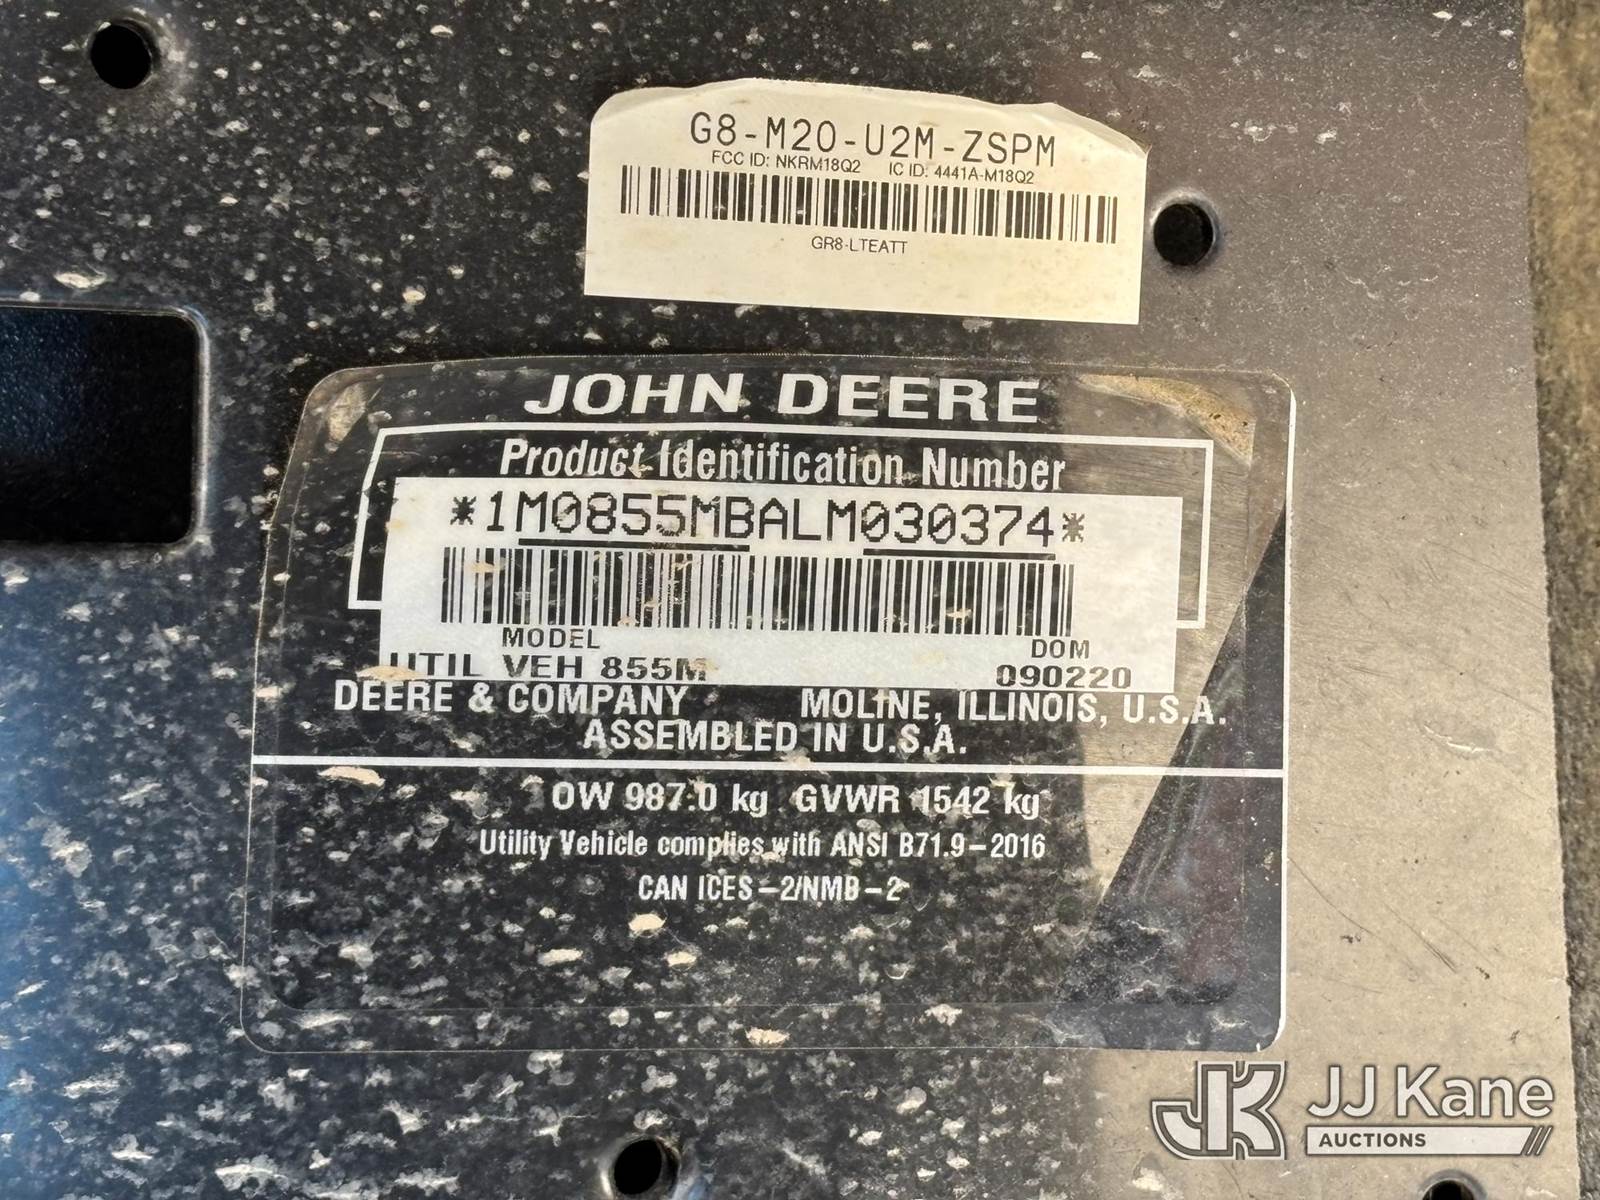 G8-M20-U2M-ZSPM
FCC ID: NKRM18Q2 IC ID: 4441A-M18Q2
GR8-LTEATT
JOHN DEERE
Product Identification Number
*1M0855MBALM030374*
MODEL DOM
UTIL VEH 855M 090220
DEERE & COMPANY MOLINE, ILLINOIS, U.S.A.
ASSEMBLED IN U.S.A.
OW 987.0 kg GVWR 1542 kg
Utility Vehicle complies with ANSI B71.9-2016
CAN ICES-2/NMB-2
JK JJ Kane
AUCTIONS